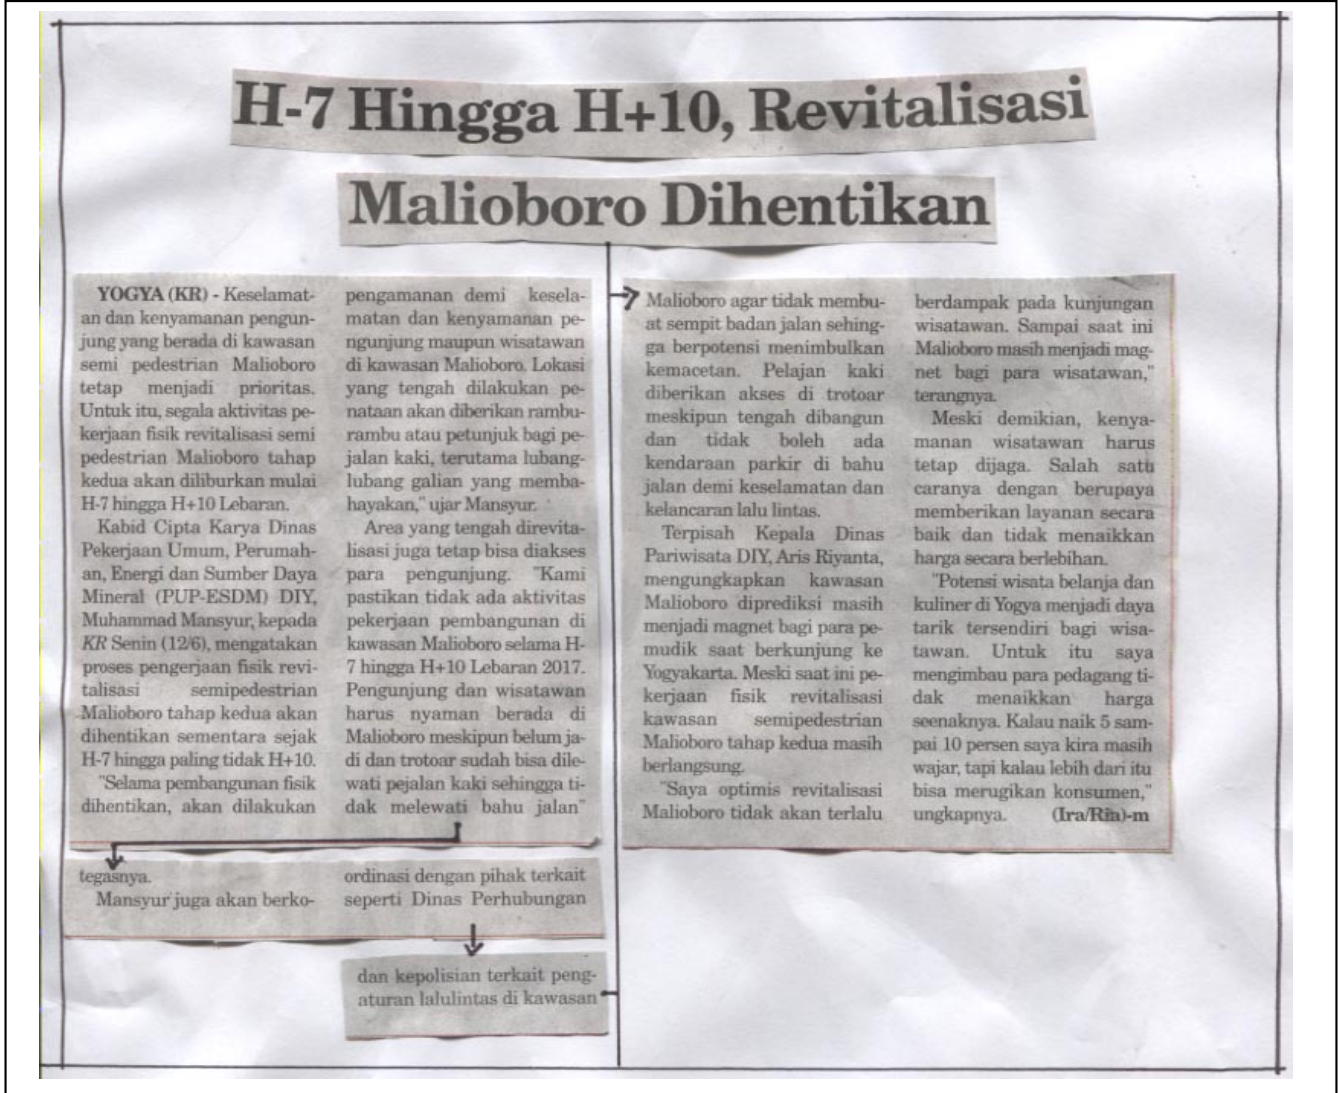 H-7 Hingga H+10, Revitalisasi
Malioboro Dihentikan
YOGYA (KR) - Keselamat-
an dan kenyamanan pengun-
jung yang berada di kawasan
semi pedestrian Malioboro
tetap menjadi prioritas.
Untuk itu, segala aktivitas pe-
kerjaan fisik revitalisasi semi
pedestrian Malioboro tahap
kedua akan diliburkan mulai
H-7 hingga H+10 Lebaran.
Kabid Cipta Karya Dinas
Pekerjaan Umum, Perumah-
an, Energi dan Sumber Daya
Mineral (PUP-ESDM) DIY,
Muhammad Mansyur, kepada
KR Senin (12/6), mengatakan
proses pengerjaan fisik revi-
talisasi semipedestrian
Malioboro tahap kedua akan
dihentikan sementara sejak
H-7 hingga paling tidak H+10.
"Selama pembangunan fisik
dihentikan, akan dilakukan
pengamanan demi kesela-
matan dan kenyamanan pe-
ngunjung maupun wisatawan
di kawasan Malioboro. Lokasi
yang tengah dilakukan pe-
nataan akan diberikan rambu-
rambu atau petunjuk bagi pe-
jalan kaki, terutama lubang-
lubang galian yang memba-
hayakan," ujar Mansyur.
Area yang tengah direvita-
lisasi juga tetap bisa diakses
para pengunjung. "Kami
pastikan tidak ada aktivitas
pekerjaan pembangunan di
kawasan Malioboro selama H-
7 hingga H+10 Lebaran 2017.
Pengunjung dan wisatawan
harus nyaman berada di
Malioboro meskipun belum ja-
di dan trotoar sudah bisa dile-
wati pejalan kaki sehingga ti-
dak melewati bahu jalan"
tegasnya.
Mansyur juga akan berko-
ordinasi dengan pihak terkait
seperti Dinas Perhubungan
dan kepolisian terkait peng-
aturan lalulintas di kawasan
Malioboro agar tidak membu-
at sempit badan jalan sehing-
ga berpotensi menimbulkan
kemacetan. Pelajan kaki
diberikan akses di trotoar
meskipun tengah dibangun
dan tidak boleh ada
kendaraan parkir di bahu
jalan demi keselamatan dan
kelancaran lalu lintas.
Terpisah Kepala Dinas
Pariwisata DIY, Aris Riyanta,
mengungkapkan kawasan
Malioboro diprediksi masih
menjadi magnet bagi para pe-
mudik saat berkunjung ke
Yogyakarta. Meski saat ini pe-
kerjaan fisik revitalisasi
kawasan semipedestrian
Malioboro tahap kedua masih
berlangsung.
"Saya optimis revitalisasi
Malioboro tidak akan terlalu
berdampak pada kunjungan
wisatawan. Sampai saat ini
Malioboro masih menjadi mag-
net bagi para wisatawan,"
terangnya.
Meski demikian, kenya-
manan wisatawan harus
tetap dijaga. Salah satu
caranya dengan berupaya
memberikan layanan secara
baik dan tidak menaikkan
harga secara berlebihan.
"Potensi wisata belanja dan
kuliner di Yogya menjadi daya
tarik tersendiri bagi wisa-
tawan. Untuk itu saya
mengimbau para pedagang ti-
dak menaikkan harga
seenaknya. Kalau naik 5 sam-
pai 10 persen saya kira masih
wajar, tapi kalau lebih dari itu
bisa merugikan konsumen,"
ungkapnya. (Ira/Ria)-m